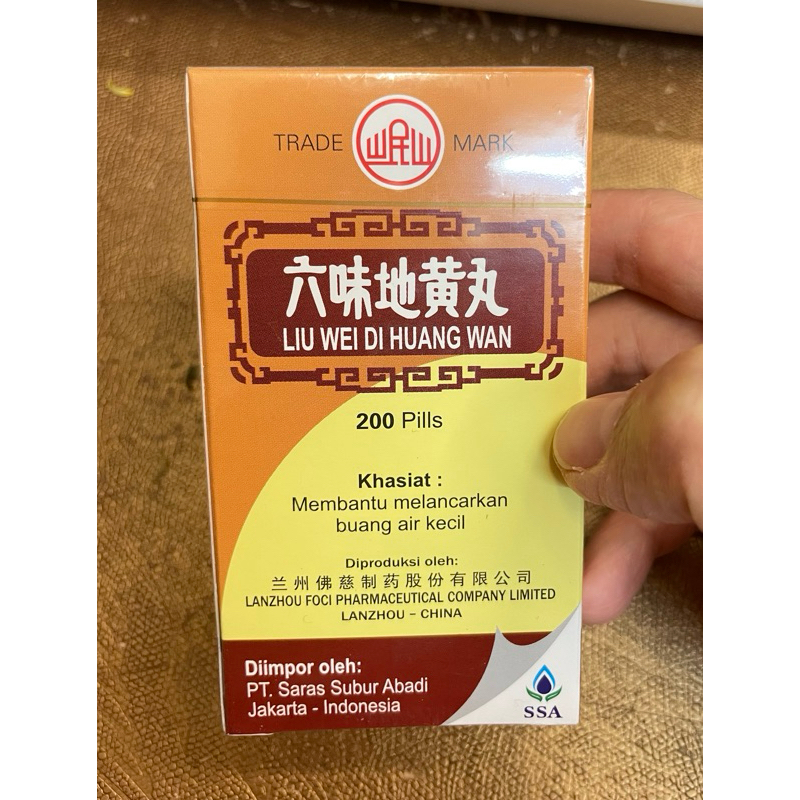 TRADE MARK
六味地黄丸
LIU WEI DI HUANG WAN
200 Pills
Khasiat :
Membantu melancarkan
buang air kecil
Diproduksi oleh:
兰州佛慈制药股份有限公司
LANZHOU FOCI PHARMACEUTICAL COMPANY LIMITED
LANZHOU - CHINA
Diimpor oleh:
PT. Saras Subur Abadi
Jakarta - Indonesia
SSA